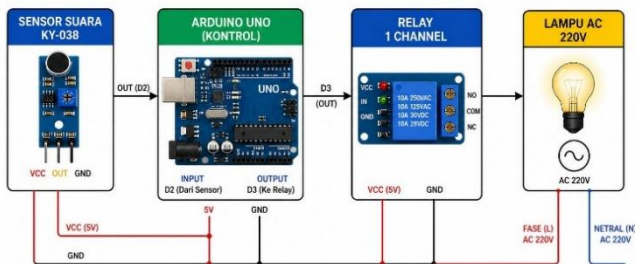 SENSOR SUARA
KY-038
OUT (D2)
VCC OUT GND
ARDUINO UNO
(KONTROL)
UNO
INPUT
D2 (Dari Sensor)
OUTPUT
D3 (Ke Relay)
D3
(OUT)
RELAY
1 CHANNEL
VCC
IN
GND
10A 250VAC
10A 125VAC
10A 30VDC
10A 28VDC
NO
COM
NC
LAMPU AC
220V
AC 220V
5V
GND
VCC (5V)
GND
VCC (5V)
GND
FASE (L)
AC 220V
NETRAL (N)
AC 220V